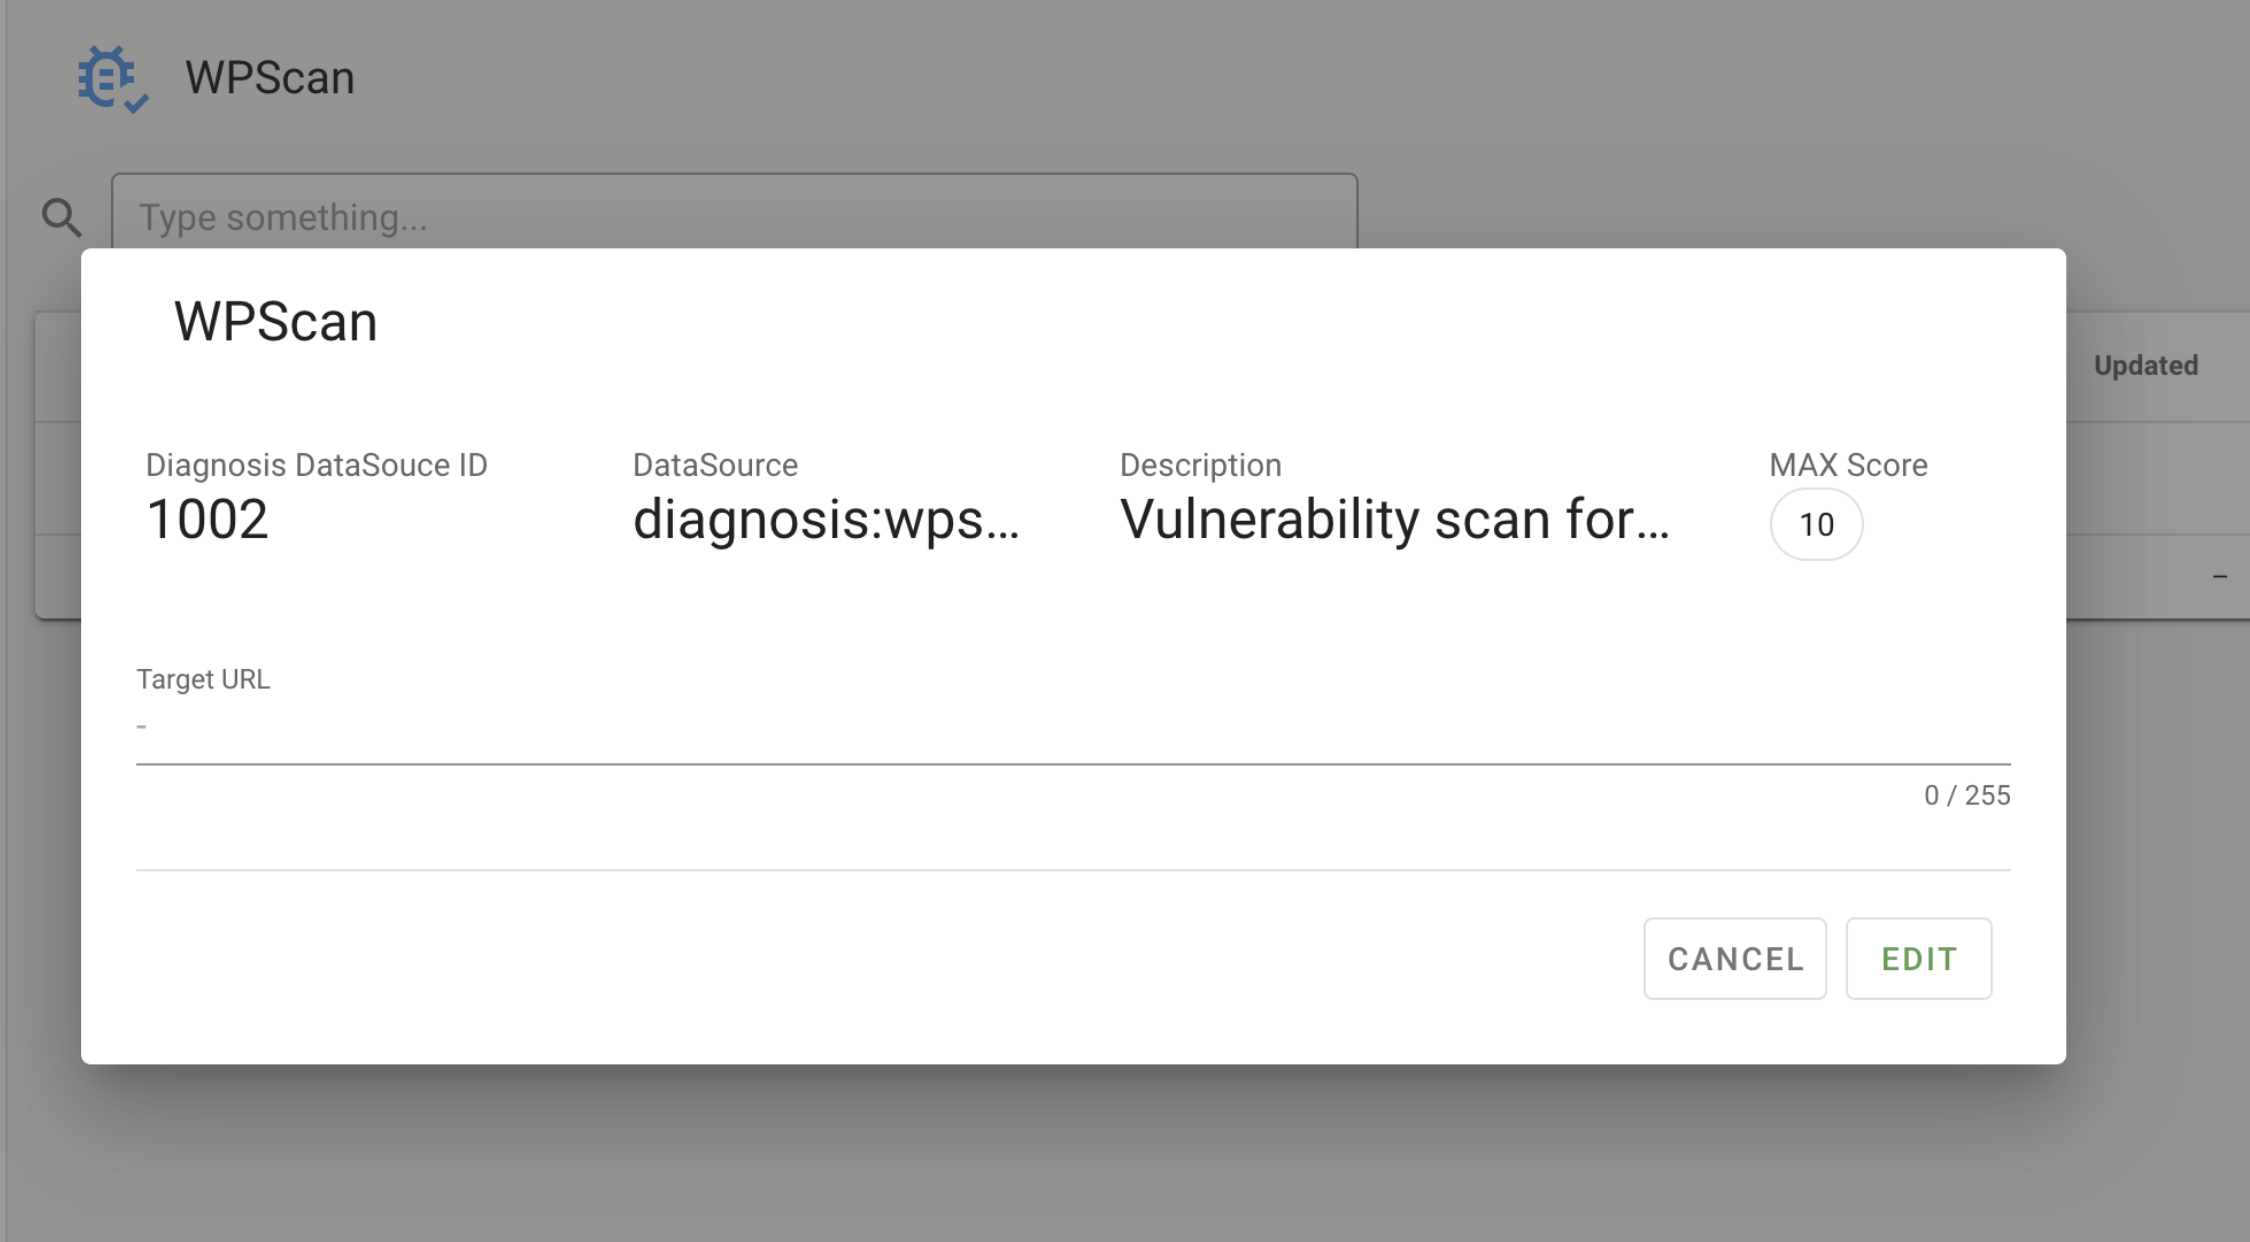 WPScan
Type something...
Updated
–
WPScan
Diagnosis DataSouce ID
1002
DataSource
diagnosis:wps...
Description
Vulnerability scan for...
MAX Score
10
Target URL
-
0 / 255
CANCEL
EDIT